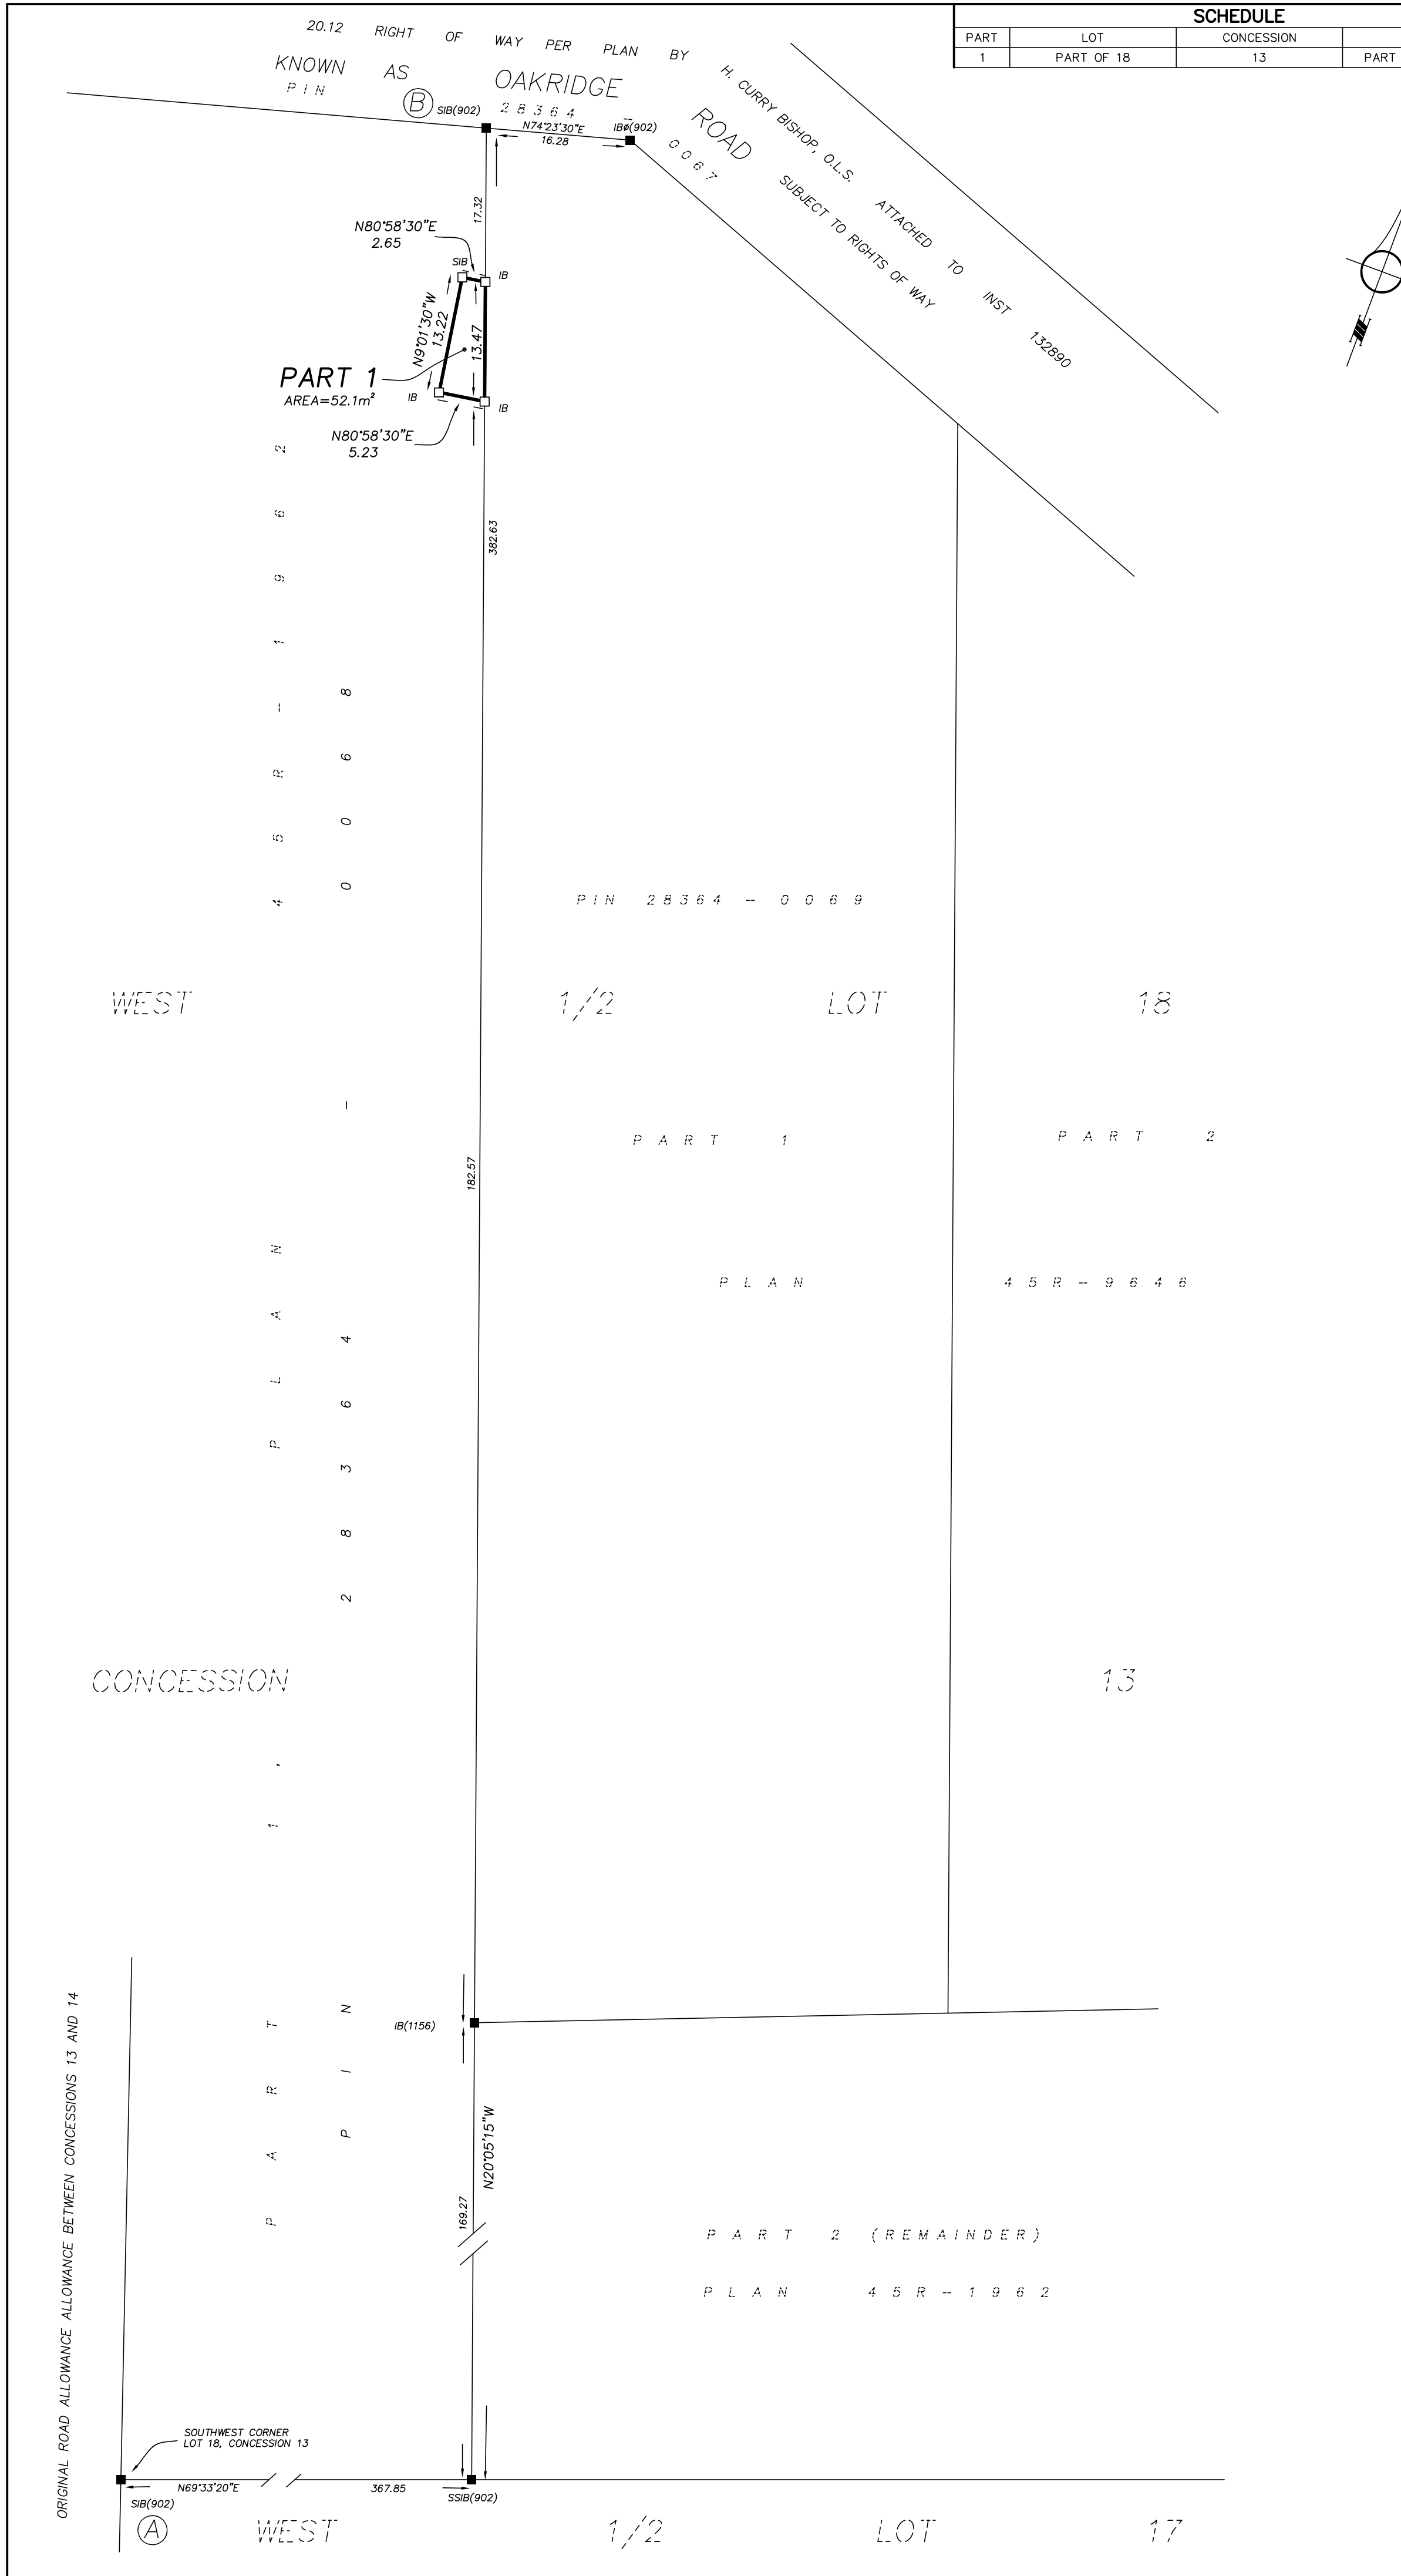 SCHEDULE
PART LOT CONCESSION
1 PART OF 18 13 PART
20.12 RIGHT OF WAY PER PLAN BY H. CURRY BISHOP, O.L.S. ATTACHED TO INST 132890
KNOWN AS OAKRIDGE ROAD SUBJECT TO RIGHTS OF WAY
PIN 28364 -- 0067
B SIB(902)
N74°23'30"E
16.28
IBØ(902)
17.32
N80°58'30"E
2.65
SIB
IB
N9°01'30"W
13.22
13.47
PART 1
AREA=52.1m²
IB
IB
N80°58'30"E
5.23
382.63
PART 1, PLAN 45R--1962
PIN 28364 - 0068
PIN 28364 -- 0069
WEST 1/2 LOT 18
PART 1
PART 2
182.57
PLAN 45R--9646
CONCESSION 13
IB(1156)
N20°05'15"W
169.27
PART 2 (REMAINDER)
PLAN 45R--1962
ORIGINAL ROAD ALLOWANCE ALLOWANCE BETWEEN CONCESSIONS 13 AND 14
SOUTHWEST CORNER
LOT 18, CONCESSION 13
N69°33'20"E 367.85
SIB(902)
SSIB(902)
A
WEST 1/2 LOT 17